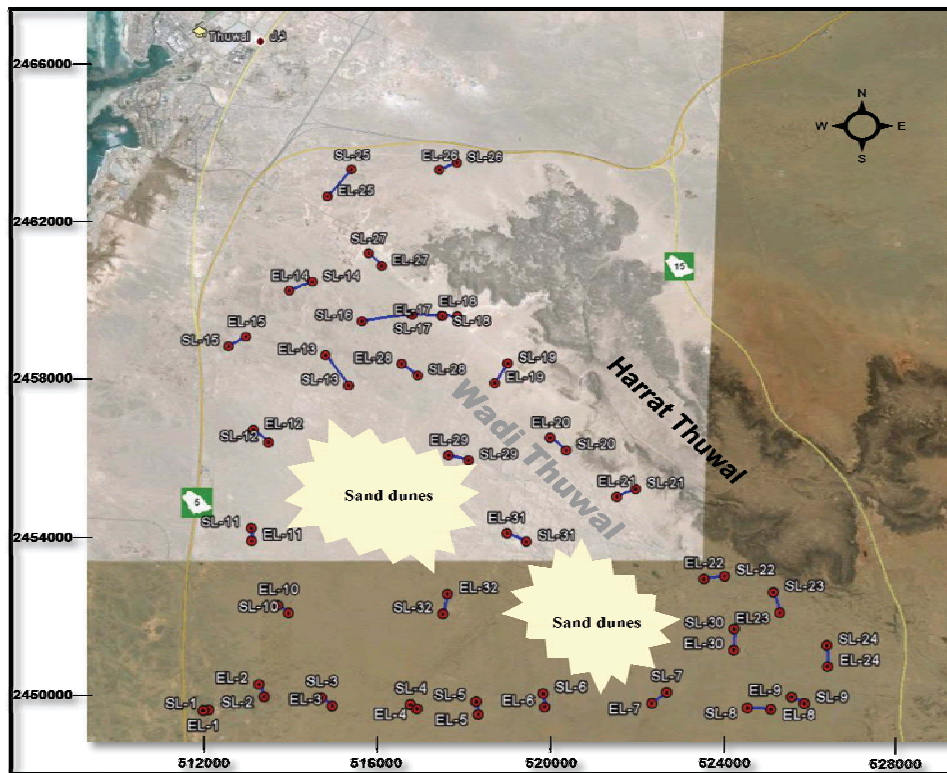 2466000
Thuwal
ذول
N
W E
S
SL-25
EL-26 SL-26
EL-25
2462000
SL-27
EL-27
15
EL-14 SL-14
SL-16
EL-17 EL-18
SL-17 SL-18
EL-15
SL-15
EL-13
SL-13
EL-28
SL-28
SL-19
EL-19
2458000
Harrat Thuwal
Wadi Thuwal
EL-12
SL-12
EL-20
SL-20
EL-29
SL-29
Sand dunes
EL-21 SL-21
5
SL-11
EL-11
EL-31
SL-31
2454000
EL-22 SL-22
SL-23
EL23
EL-10
SL-10
EL-32
SL-32
Sand dunes
SL-30
EL-30
SL-24
EL-24
EL-2
SL-2
SL-3
EL-3
SL-4
EL-4
SL-5
EL-5
SL-6
EL-6
SL-7
EL-7
EL-9
SL-9
SL-8
EL-8
SL-1
EL-1
2450000
512000 516000 520000 524000 528000